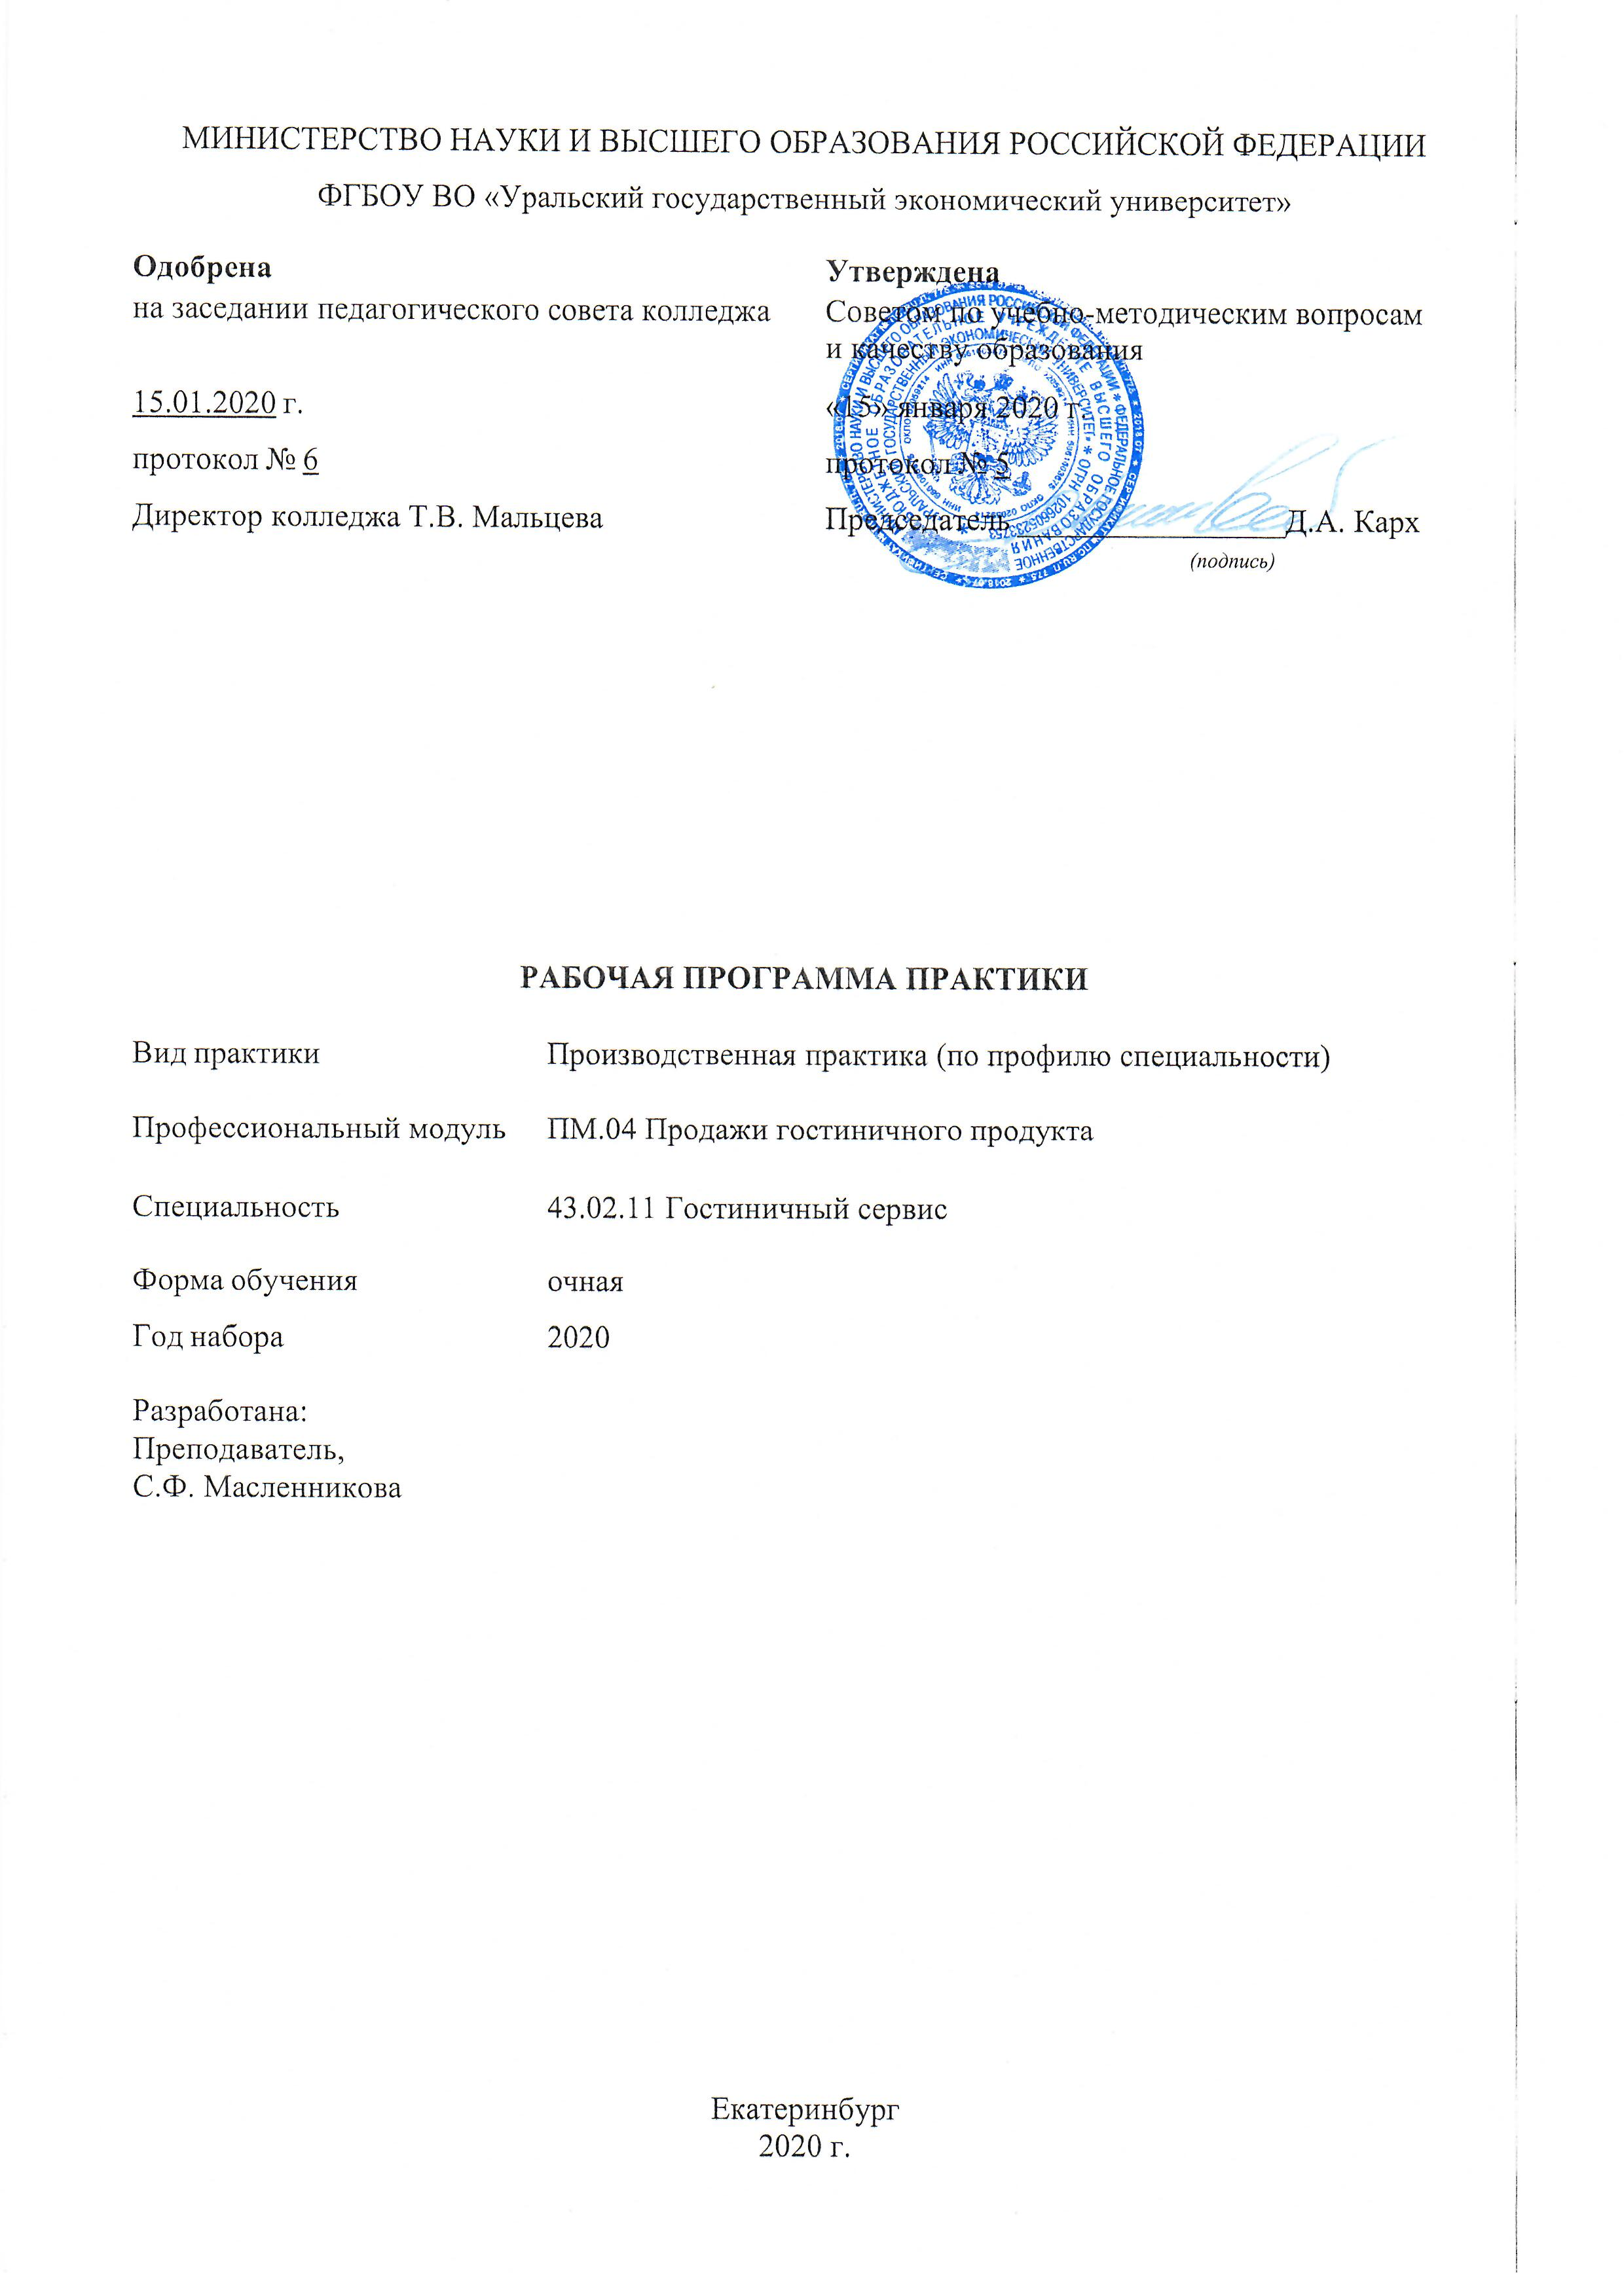 МИНИСТЕРСТВО НАУКИ И ВЫСШЕГО ОБРАЗОВАНИЯ РОССИЙСКОЙ ФЕДЕРАЦИИ
ФГБОУ ВО «Уральский государственный экономический университет»
Одобрена
на заседании педагогического совета колледжа
15.01.2020 г.
протокол № 6
Директор колледжа Т.В. Мальцева
Утверждена
Советом по учебно-методическим вопросам
и качеству образования
«15» января 2020 г.
протокол № 5
Председатель Д.А. Карх
(подпись)
РАБОЧАЯ ПРОГРАММА ПРАКТИКИ
Вид практики Производственная практика (по профилю специальности)
Профессиональный модуль ПМ.04 Продажи гостиничного продукта
Специальность 43.02.11 Гостиничный сервис
Форма обучения очная
Год набора 2020
Разработана:
Преподаватель,
С.Ф. Масленникова
Екатеринбург
2020 г.